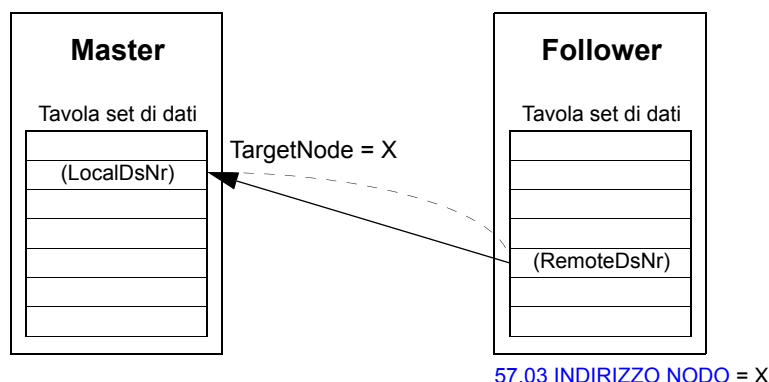 Master
Follower
Tavola set di dati
Tavola set di dati
TargetNode = X
(LocalDsNr)
(RemoteDsNr)
57.03 INDIRIZZO NODO = X